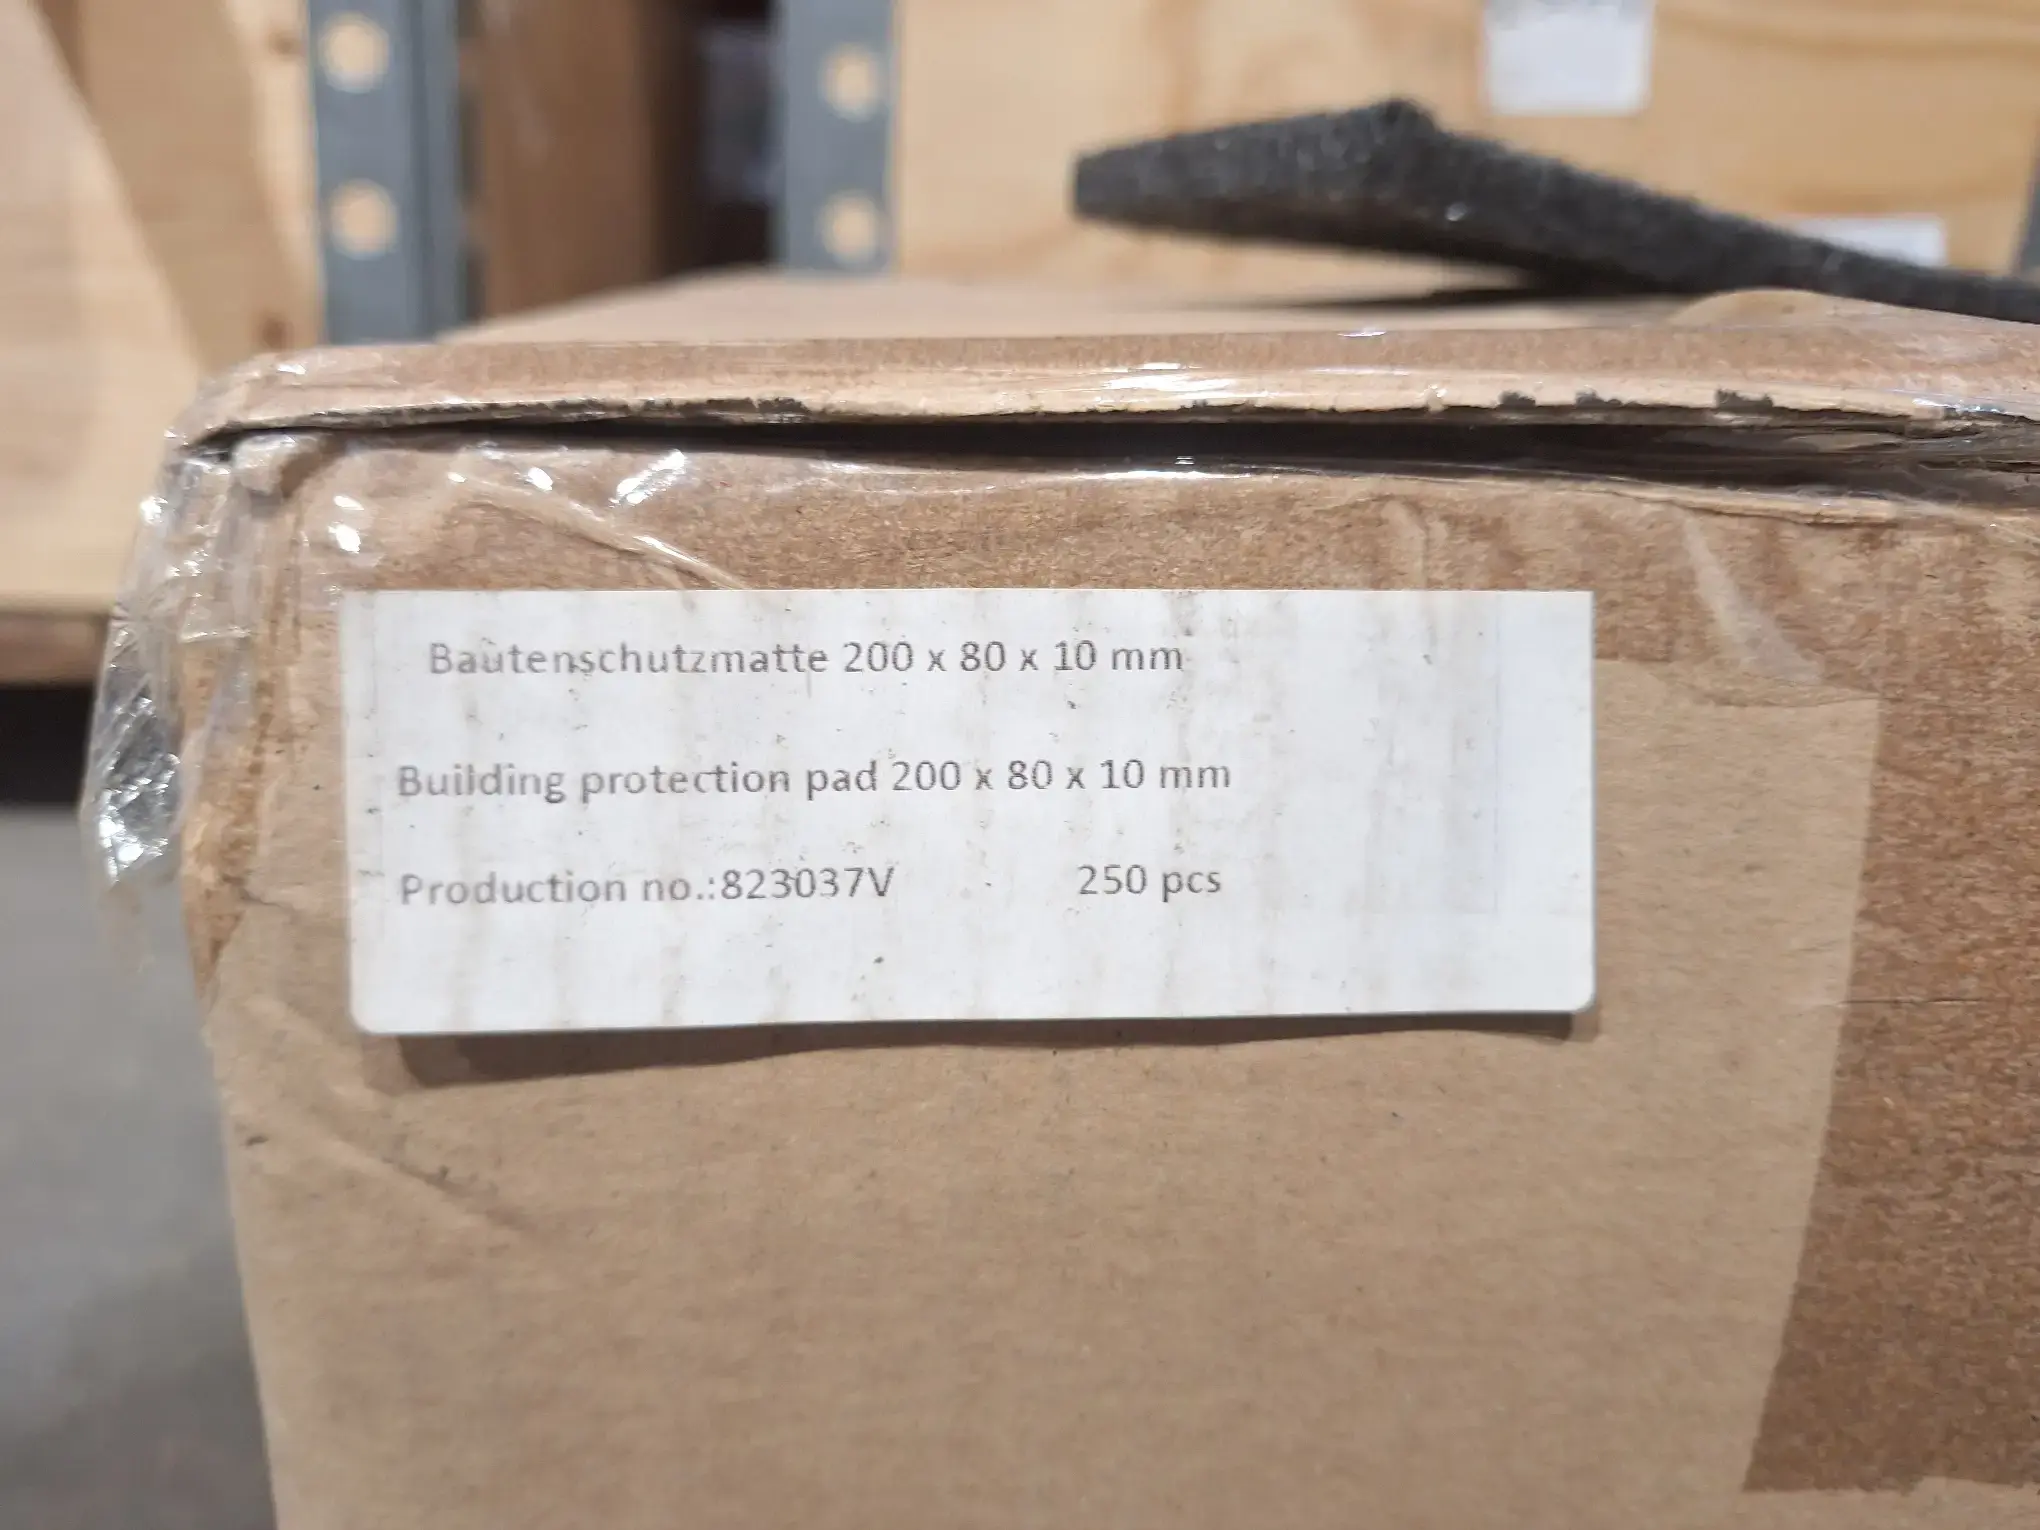 Bautenschutzmatte 200 x 80 x 10 mm
Building protection pad 200 x 80 x 10 mm
Production no.:823037V 250 pcs